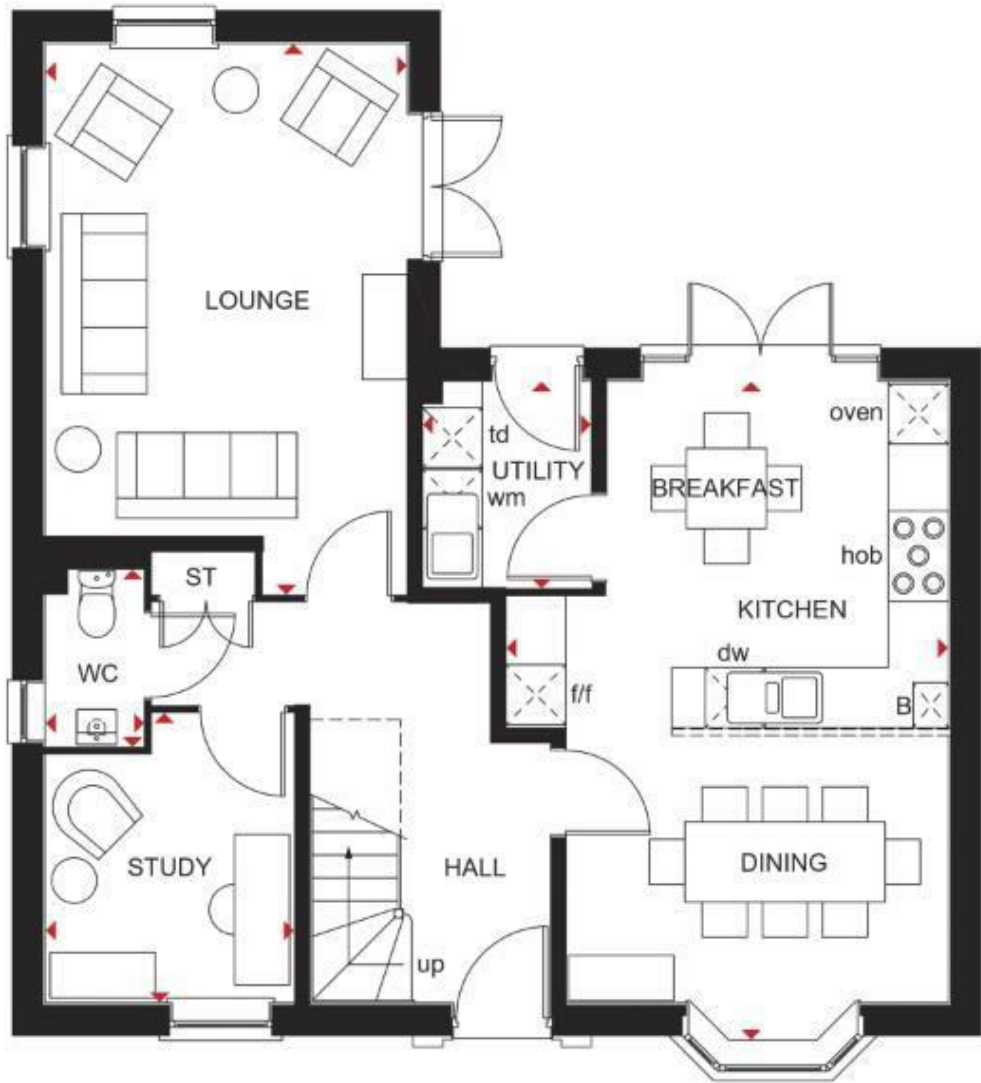 LOUNGE
oven
td
UTILITY
wm
BREAKFAST
hob
ST
KITCHEN
WC
dw
f/f
B
STUDY
HALL
DINING
up